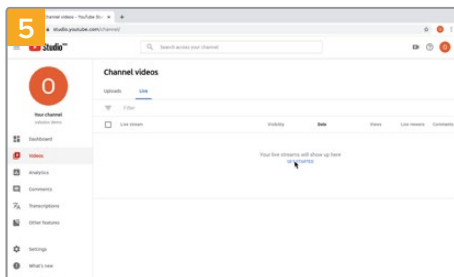 Channel videos - YouTube St
5
studio.youtube.com/channel/
Studio
Search across your channel
O
O
Channel videos
Uploads Live
Filter
Live stream Visibility Date Views Live viewers Comments
Your live streams will show up here
GET STARTED
Your channel
Dashboard
Videos
Analytics
Comments
Transcriptions
Other features
Settings
What's new